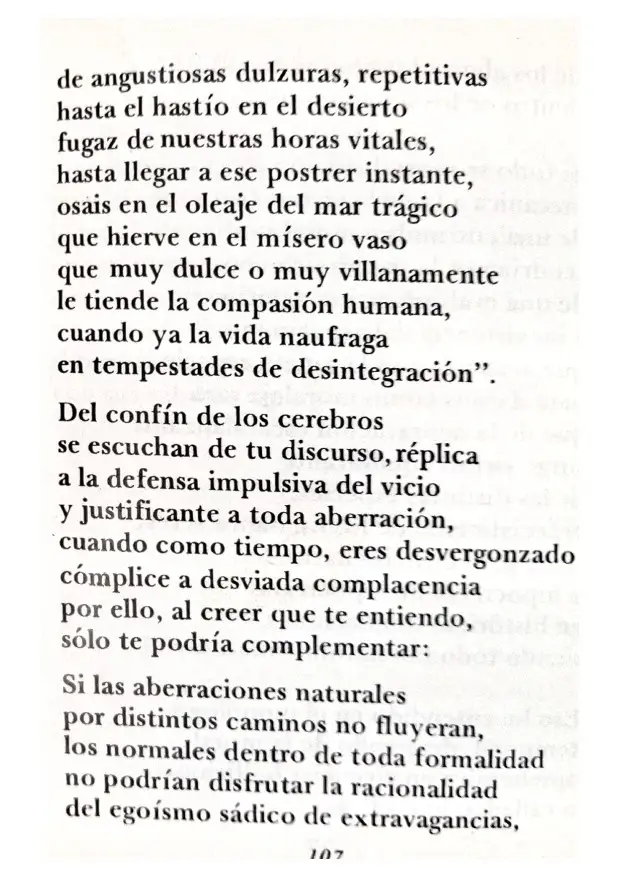 de angustiosas dulzuras, repetitivas
hasta el hastío en el desierto
fugaz de nuestras horas vitales,
hasta llegar a ese postrer instante,
osáis en el oleaje del mar trágico
que hierve en el mísero vaso
que muy dulce o muy villanamente
le tiende la compasión humana,
cuando ya la vida naufraga
en tempestades de desintegración”.
Del confín de los cerebros
se escuchan de tu discurso, réplica
a la defensa impulsiva del vicio
y justificante a toda aberración,
cuando como tiempo, eres desvergonzado
cómplice a desviada complacencia
por ello, al creer que te entiendo,
sólo te podría complementar:
Si las aberraciones naturales
por distintos caminos no fluyeran,
los normales dentro de toda formalidad
no podrían disfrutar la racionalidad
del egoísmo sádico de extravagancias,
107